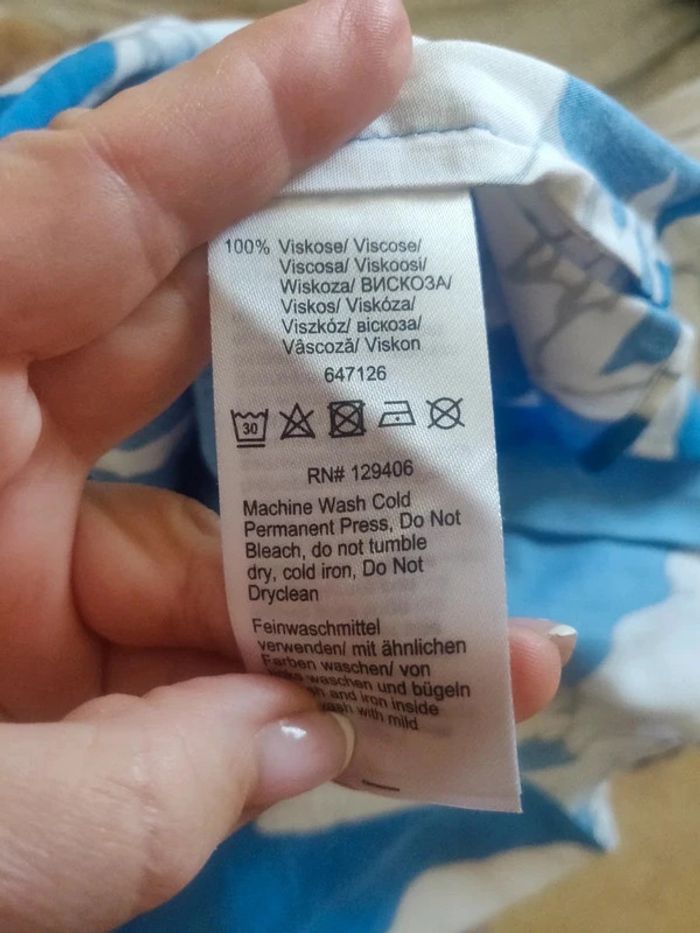 100% Viskose/ Viscose/
Viscosa/ Viskoosi/
Wiskoza/ ВИСКОЗА/
Viskos/ Viskóza/
Viszkóz/ віскоза/
Vâscoză/ Viskon
647126
30
RN# 129406
Machine Wash Cold
Permanent Press, Do Not
Bleach, do not tumble
dry, cold iron, Do Not
Dryclean
Feinwaschmittel
verwenden/ mit ähnlichen
Farben waschen/ von
waschen und bügeln
and iron inside
with mild